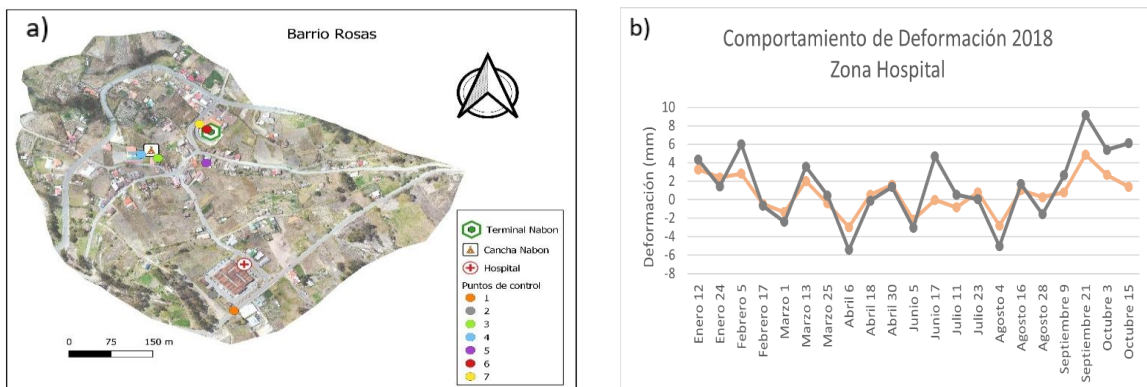 a)
Barrio Rosas
Terminal Nabon
Cancha Nabon
Hospital
Puntos de control
1
2
3
4
5
6
7
0 75 150 m
b)
Comportamiento de Deformación 2018
Zona Hospital
Deformación (mm)
10
8
6
4
2
0
-2
-4
-6
-8
Enero 12
Enero 24
Febrero 5
Febrero 17
Marzo 1
Marzo 13
Marzo 25
Abril 6
Abril 18
Abril 30
Junio 5
Junio 17
Julio 11
Julio 23
Agosto 4
Agosto 16
Agosto 28
Septiembre 9
Septiembre 21
Octubre 3
Octubre 15